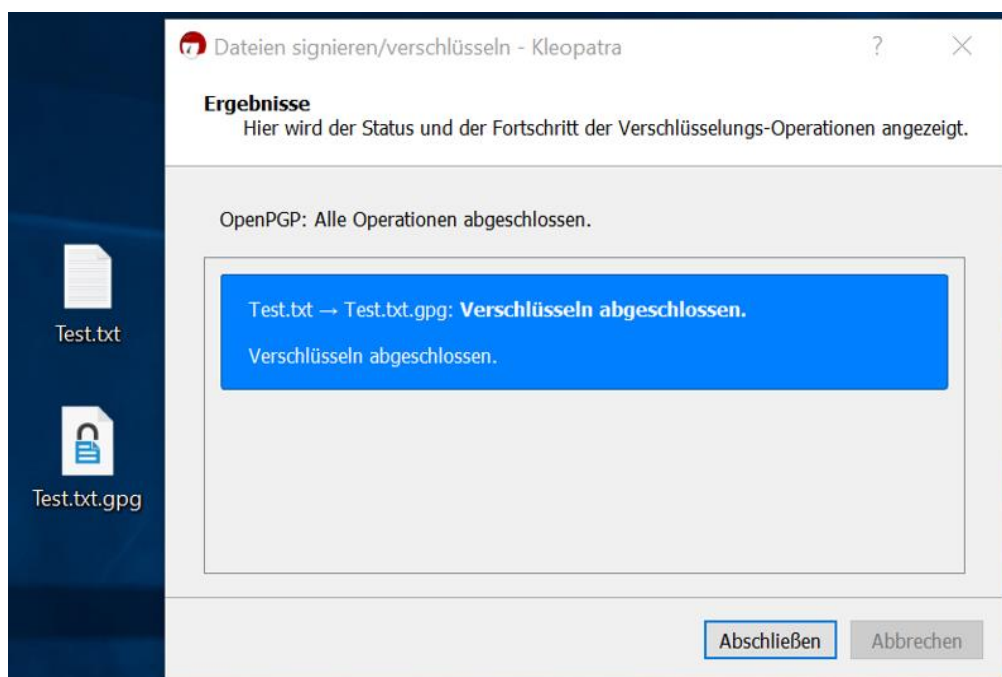 Dateien signieren/verschlüsseln - Kleopatra
Ergebnisse
Hier wird der Status und der Fortschritt der Verschlüsselungs-Operationen angezeigt.
OpenPGP: Alle Operationen abgeschlossen.
Test.txt → Test.txt.gpg: Verschlüsseln abgeschlossen.
Verschlüsseln abgeschlossen.
Test.txt
Test.txt.gpg
Abschließen
Abbrechen